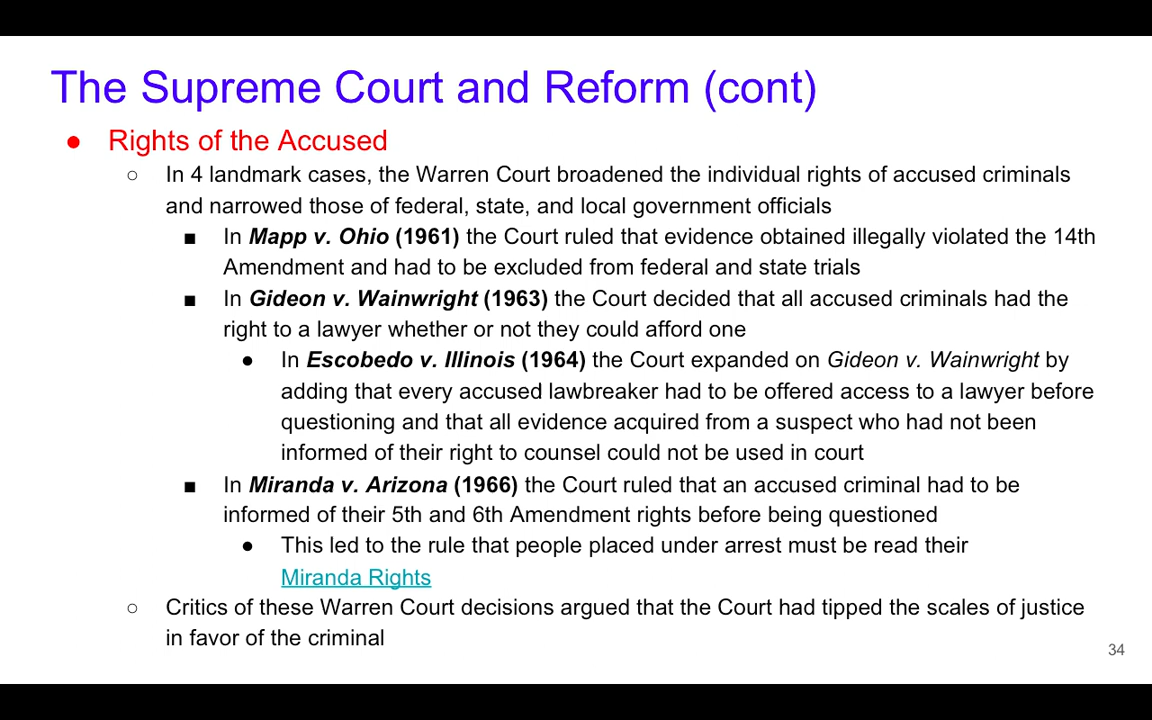 The Supreme Court and Reform (cont)
● Rights of the Accused
○ In 4 landmark cases, the Warren Court broadened the individual rights of accused criminals
and narrowed those of federal, state, and local government officials
■ In Mapp v. Ohio (1961) the Court ruled that evidence obtained illegally violated the 14th
Amendment and had to be excluded from federal and state trials
■ In Gideon v. Wainwright (1963) the Court decided that all accused criminals had the
right to a lawyer whether or not they could afford one
● In Escobedo v. Illinois (1964) the Court expanded on Gideon v. Wainwright by
adding that every accused lawbreaker had to be offered access to a lawyer before
questioning and that all evidence acquired from a suspect who had not been
informed of their right to counsel could not be used in court
■ In Miranda v. Arizona (1966) the Court ruled that an accused criminal had to be
informed of their 5th and 6th Amendment rights before being questioned
● This led to the rule that people placed under arrest must be read their
Miranda Rights
○ Critics of these Warren Court decisions argued that the Court had tipped the scales of justice
in favor of the criminal
34